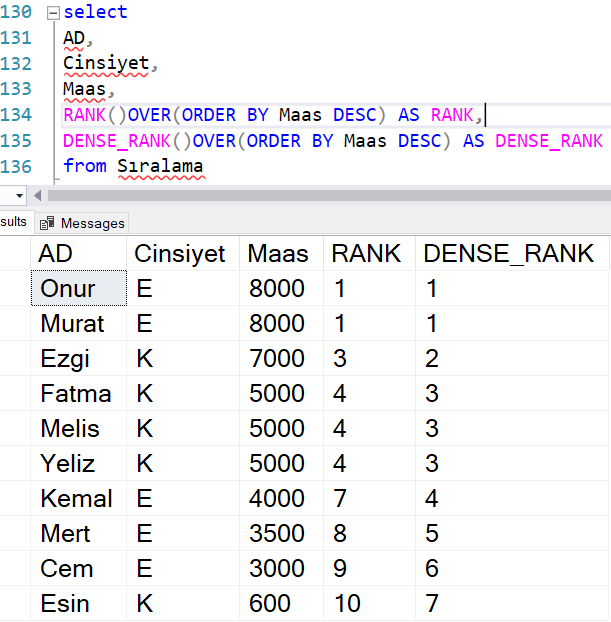 130 select
131 AD,
132 Cinsiyet,
133 Maas,
134 RANK()OVER(ORDER BY Maas DESC) AS RANK,
135 DENSE_RANK()OVER(ORDER BY Maas DESC) AS DENSE_RANK
136 from Sıralama
sults Messages
AD Cinsiyet Maas RANK DENSE_RANK
Onur E 8000 1 1
Murat E 8000 1 1
Ezgi K 7000 3 2
Fatma K 5000 4 3
Melis K 5000 4 3
Yeliz K 5000 4 3
Kemal E 4000 7 4
Mert E 3500 8 5
Cem E 3000 9 6
Esin K 600 10 7